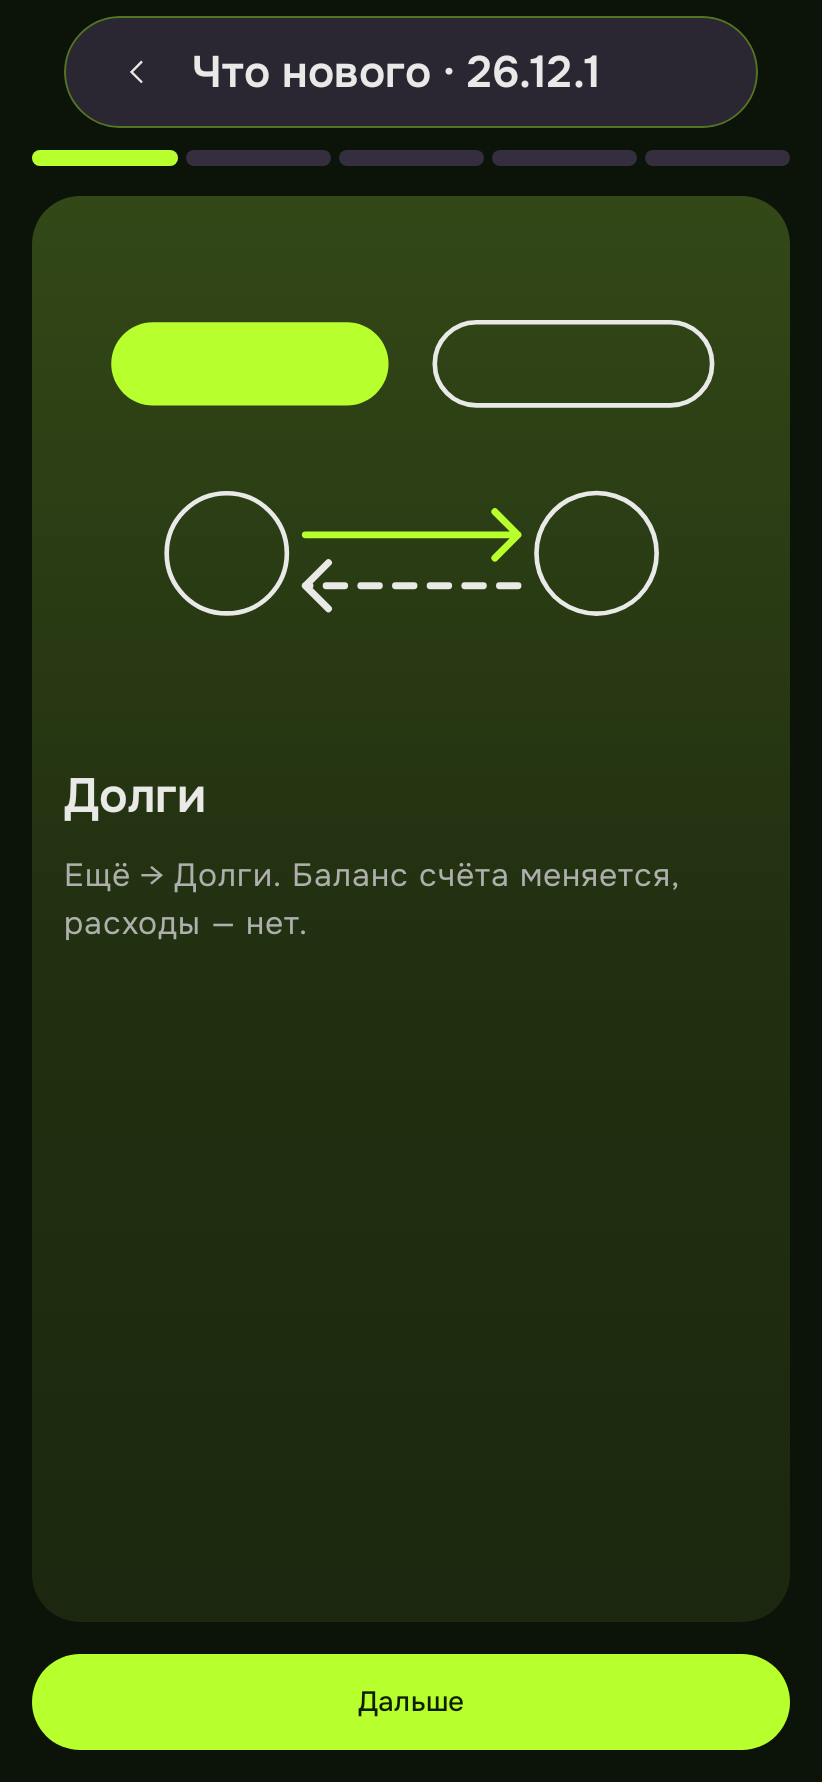 Что нового · 26.12.1
Долги
Ещё → Долги. Баланс счёта меняется,
расходы — нет.
Дальше